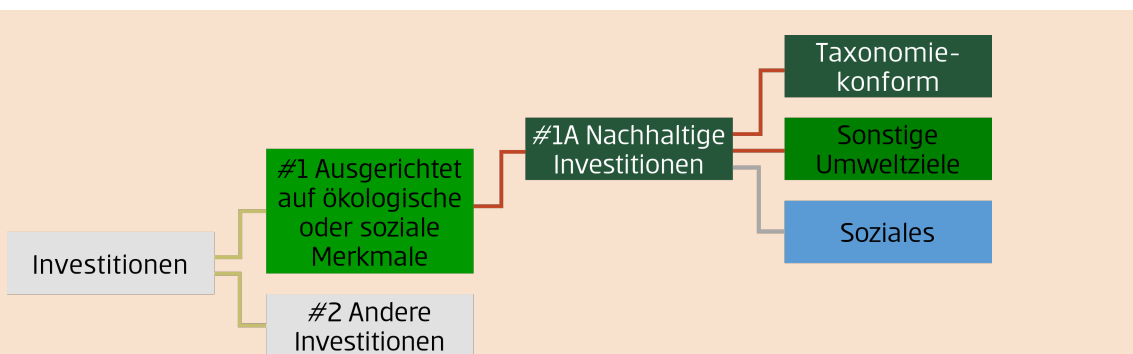 Taxonomie-
konform
#1A Nachhaltige
Investitionen
Sonstige
Umweltziele
#1 Ausgerichtet
auf ökologische
oder soziale
Merkmale
Soziales
Investitionen
#2 Andere
Investitionen